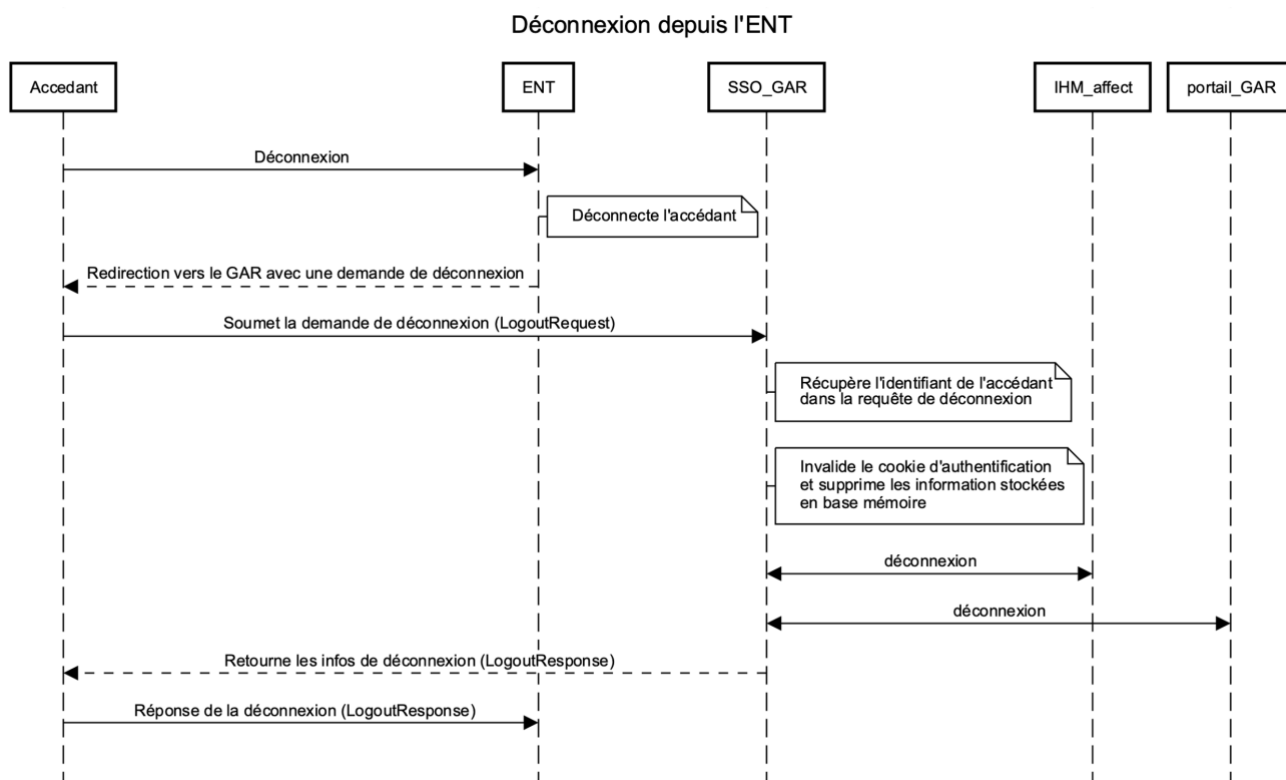 Déconnexion depuis l'ENT
Accedant
ENT
SSO_GAR
IHM_affect
portail_GAR
Déconnexion
Déconnecte l'accédant
Redirection vers le GAR avec une demande de déconnexion
Soumet la demande de déconnexion (LogoutRequest)
Récupère l'identifiant de l'accédant
dans la requête de déconnexion
Invalide le cookie d'authentification
et supprime les information stockées
en base mémoire
déconnexion
déconnexion
Retourne les infos de déconnexion (LogoutResponse)
Réponse de la déconnexion (LogoutResponse)